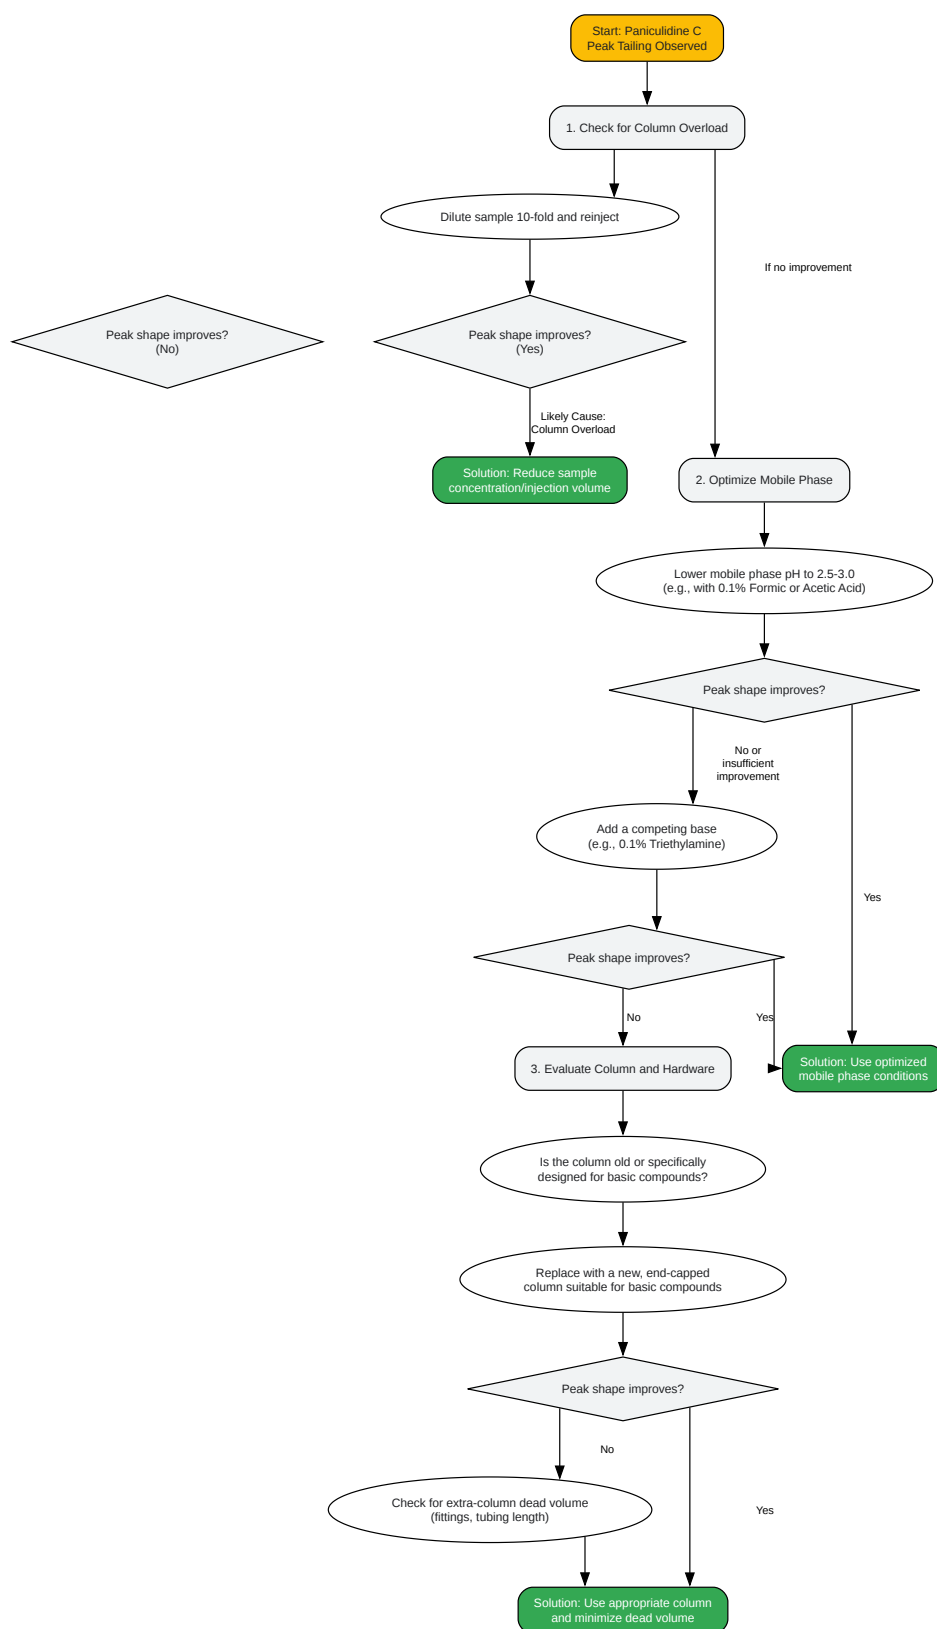 Start: Paniculidine C
Peak Tailing Observed
1. Check for Column Overload
Dilute sample 10-fold and reinject
If no improvement
Peak shape improves?
(No)
Peak shape improves?
(Yes)
Likely Cause:
Column Overload
Solution: Reduce sample
concentration/injection volume
2. Optimize Mobile Phase
Lower mobile phase pH to 2.5-3.0
(e.g., with 0.1% Formic or Acetic Acid)
Peak shape improves?
No or
insufficient
improvement
Add a competing base
(e.g., 0.1% Triethylamine)
Yes
Peak shape improves?
No
Yes
Solution: Use optimized
mobile phase conditions
3. Evaluate Column and Hardware
Is the column old or specifically
designed for basic compounds?
Replace with a new, end-capped
column suitable for basic compounds
Peak shape improves?
No
Check for extra-column dead volume
(fittings, tubing length)
Yes
Solution: Use appropriate column
and minimize dead volume